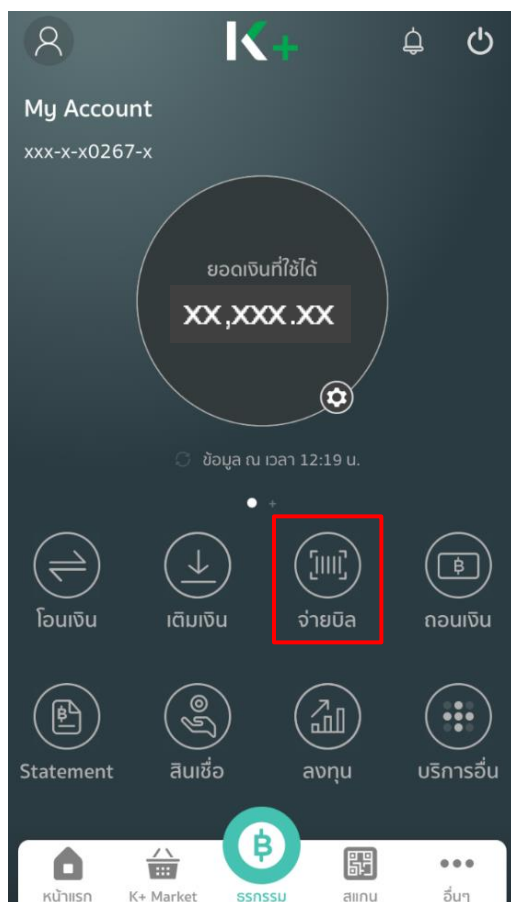 K+
My Account
xxx-x-x0267-x
ยอดเงินที่ใช้ได้
XX,XXX.XX
ข้อมูล ณ เวลา 12:19 น.
โอนเงิน เติมเงิน จ่ายบิล ถอนเงิน
Statement สินเชื่อ ลงทุน บริการอื่น
หน้าแรก K+ Market ธุรกรรม สแกน อื่นๆ